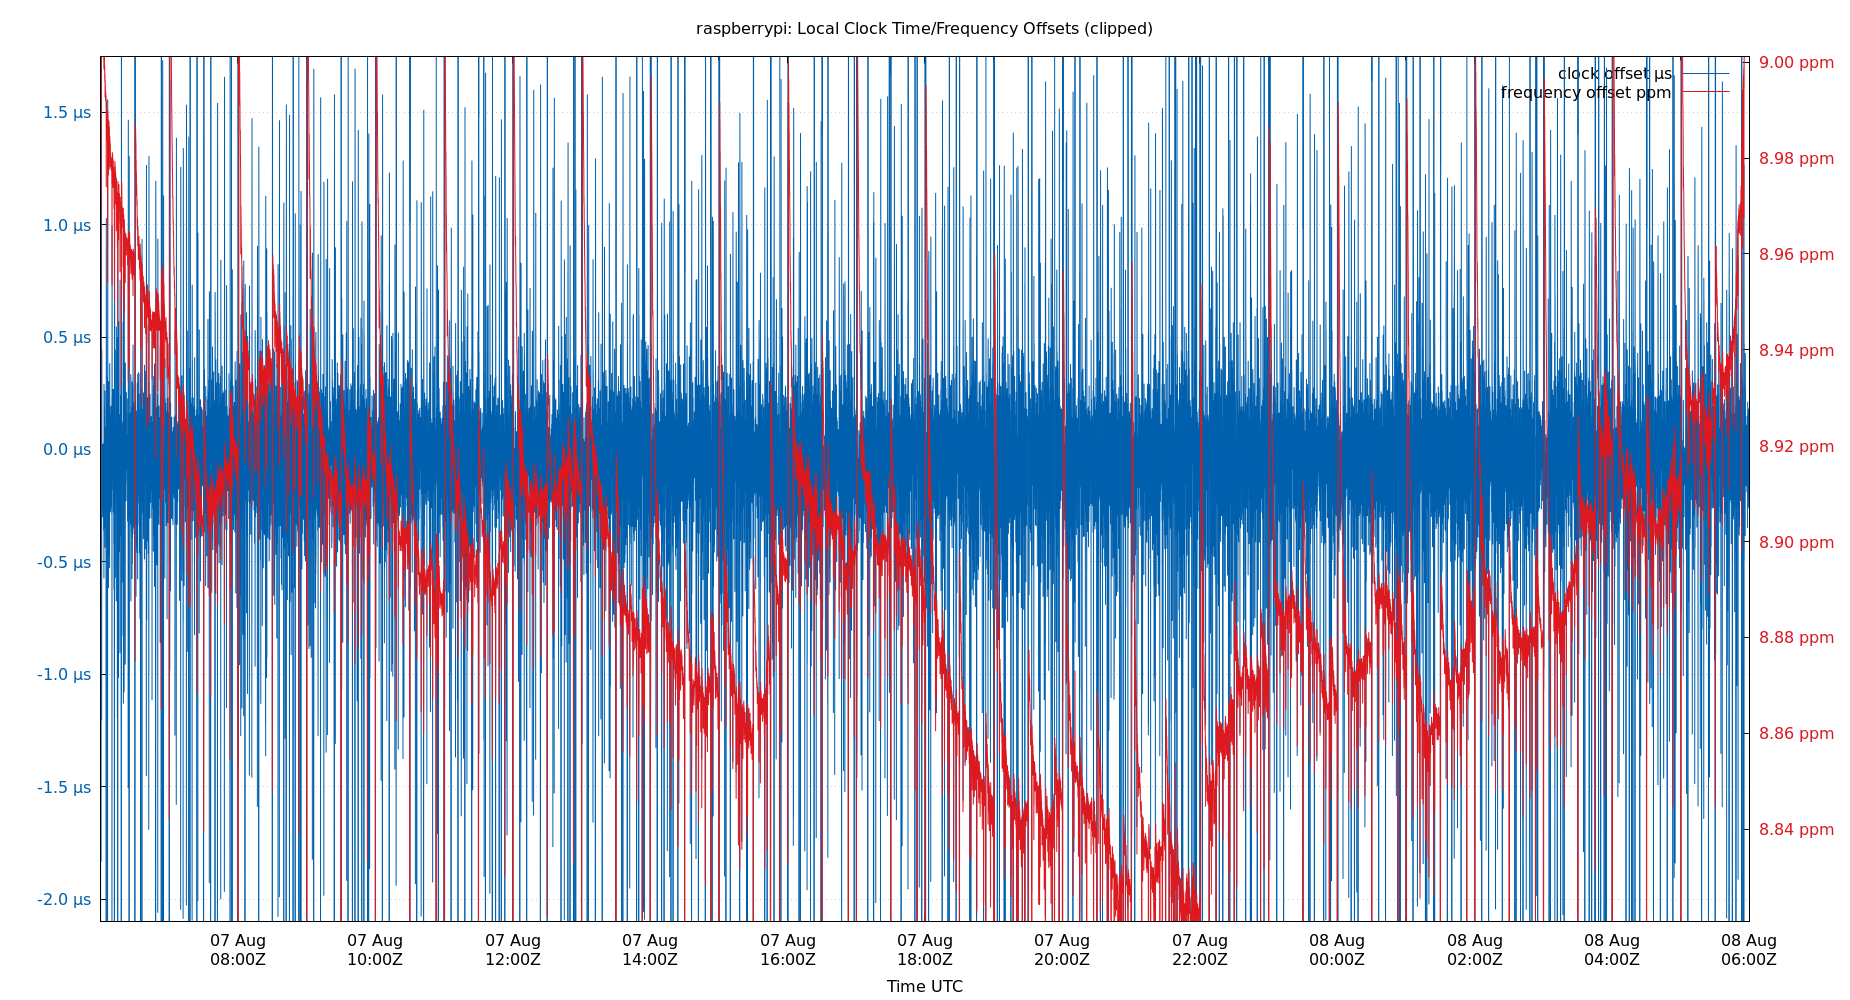 raspberrypi: Local Clock Time/Frequency Offsets (clipped)
clock offset µs
frequency offset ppm
1.5 µs
1.0 µs
0.5 µs
0.0 µs
-0.5 µs
-1.0 µs
-1.5 µs
-2.0 µs
9.00 ppm
8.98 ppm
8.96 ppm
8.94 ppm
8.92 ppm
8.90 ppm
8.88 ppm
8.86 ppm
8.84 ppm
07 Aug
08:00Z
07 Aug
10:00Z
07 Aug
12:00Z
07 Aug
14:00Z
07 Aug
16:00Z
07 Aug
18:00Z
07 Aug
20:00Z
07 Aug
22:00Z
08 Aug
00:00Z
08 Aug
02:00Z
08 Aug
04:00Z
08 Aug
06:00Z
Time UTC